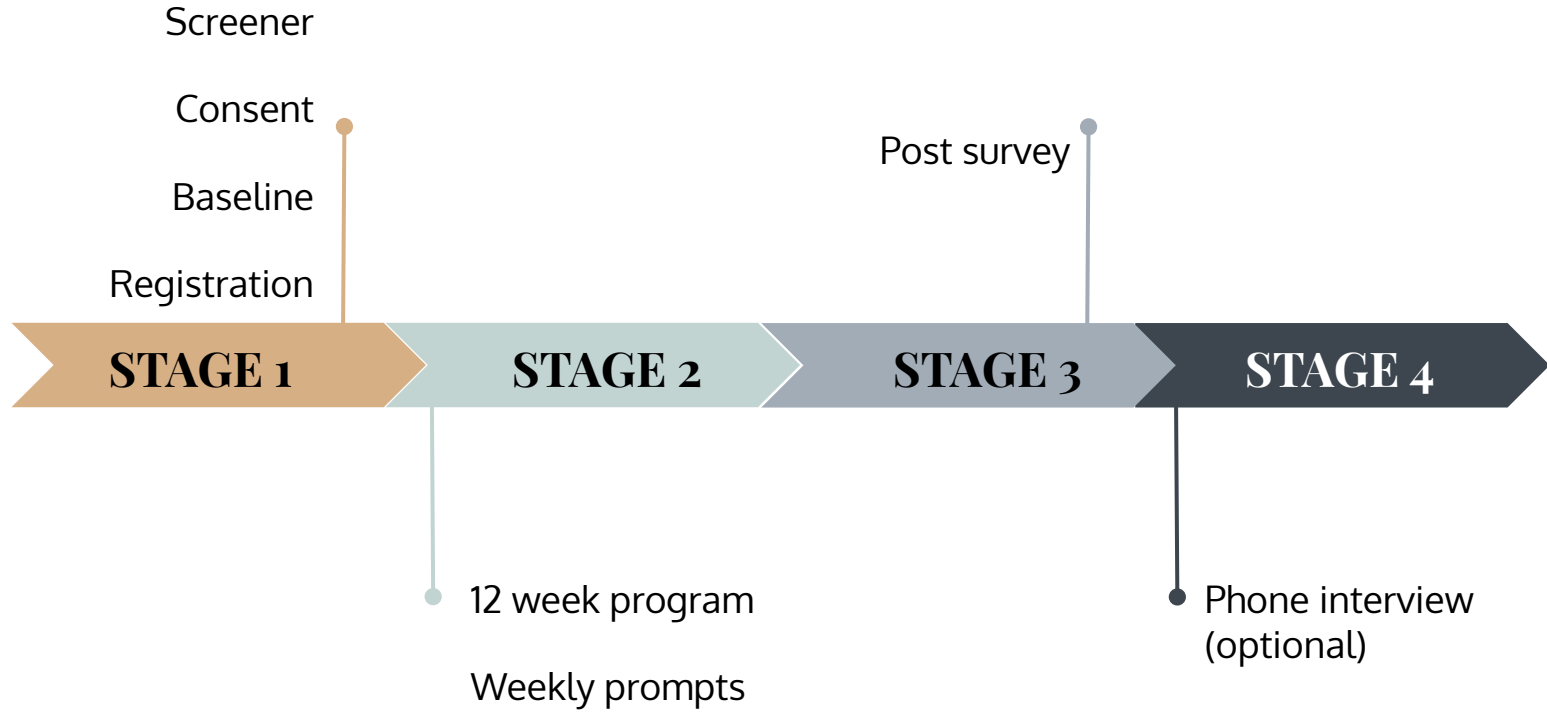 Screener
Consent
Baseline
Registration
Post survey
STAGE 1
STAGE 2
STAGE 3
STAGE 4
12 week program
Weekly prompts
Phone interview
(optional)